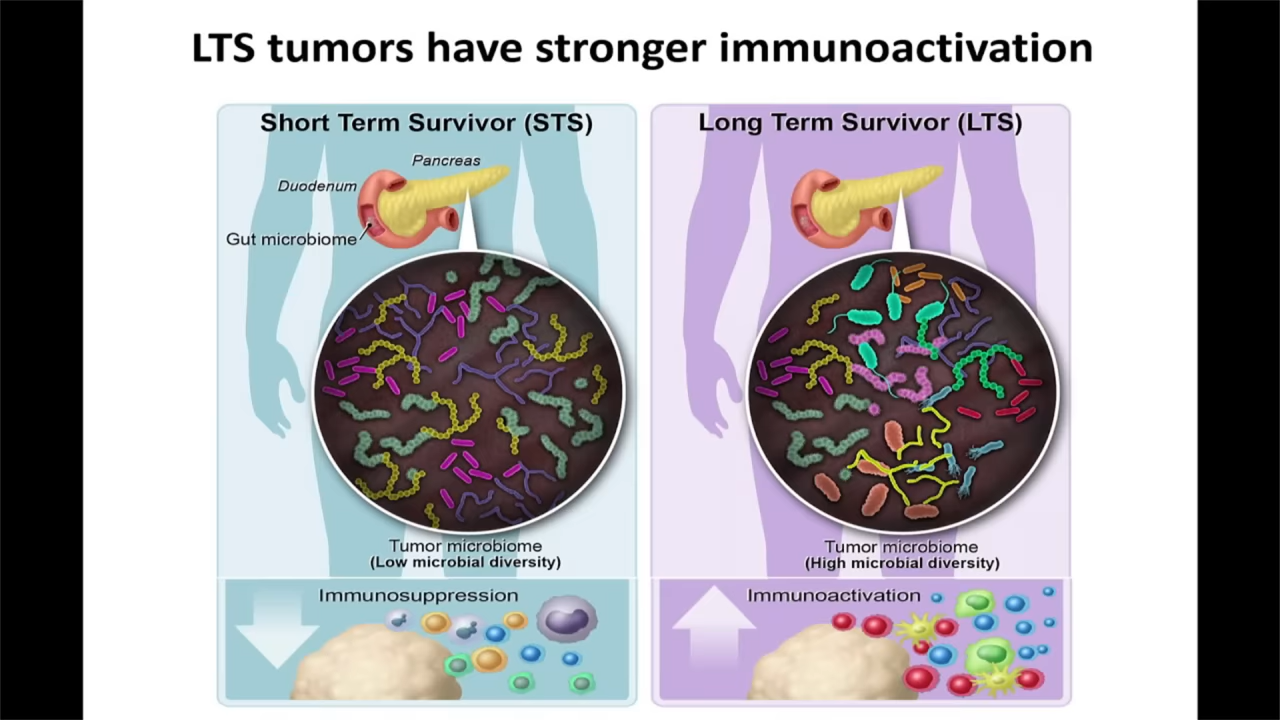 LTS tumors have stronger immunoactivation
Short Term Survivor (STS)
Pancreas
Duodenum
Gut microbiome
Tumor microbiome
(Low microbial diversity)
Immunosuppression
Long Term Survivor (LTS)
Tumor microbiome
(High microbial diversity)
Immunoactivation